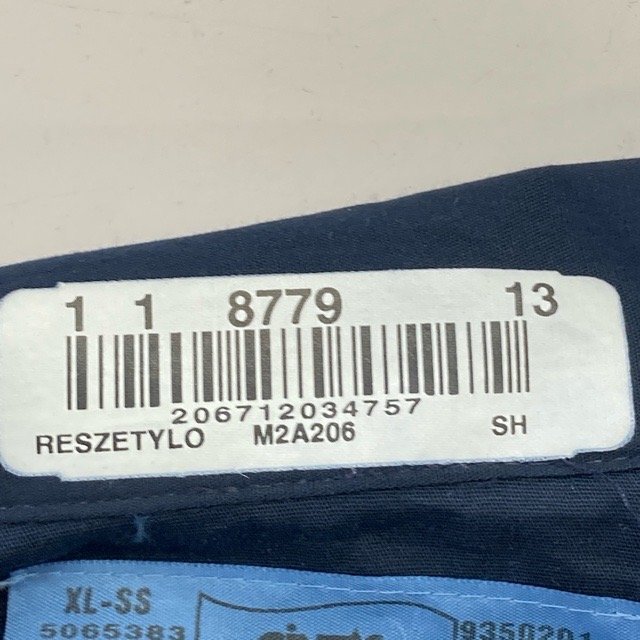 1 1 8779 13
206712034757
RESZETYLO M2A206 SH
XL-SS
5065383